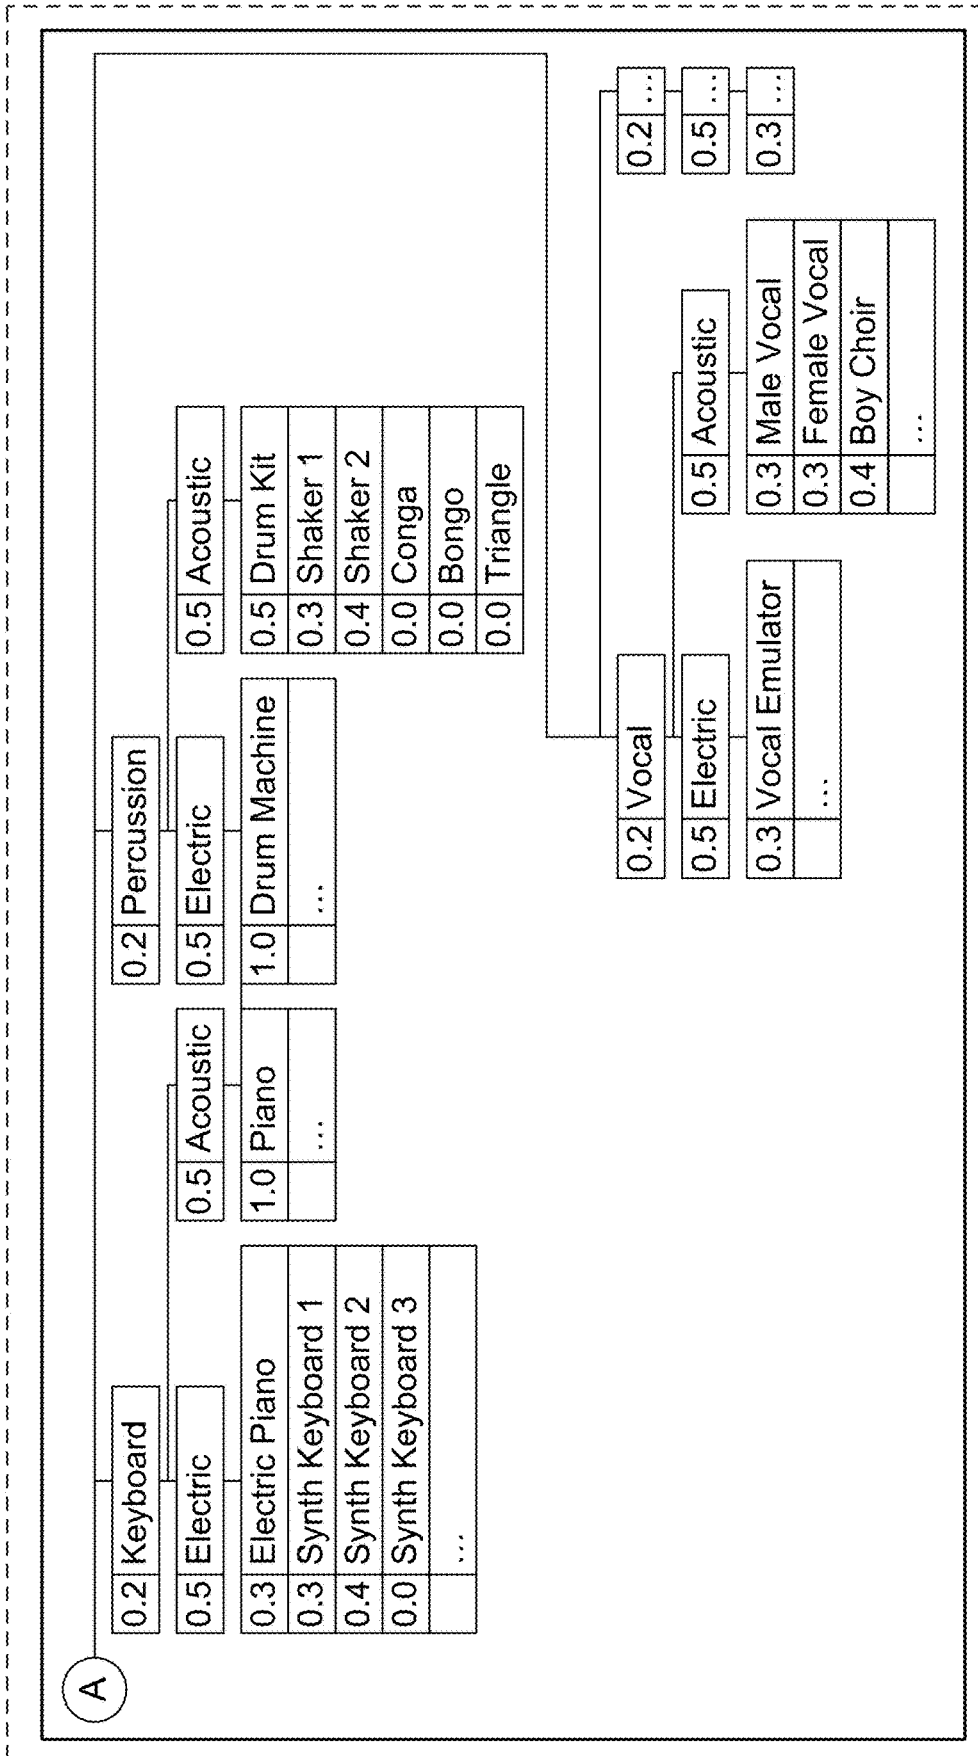 A
0.2 Keyboard
0.5 Electric
0.3 Electric Piano
0.3 Synth Keyboard 1
0.4 Synth Keyboard 2
0.0 Synth Keyboard 3
...
0.5 Acoustic
1.0 Piano
...
0.2 Percussion
0.5 Electric
1.0 Drum Machine
...
0.5 Acoustic
0.5 Drum Kit
0.3 Shaker 1
0.4 Shaker 2
0.0 Conga
0.0 Bongo
0.0 Triangle
0.2 Vocal
0.5 Electric
0.3 Vocal Emulator
...
0.5 Acoustic
0.3 Male Vocal
0.3 Female Vocal
0.4 Boy Choir
...
0.2 ...
0.5 ...
0.3 ...